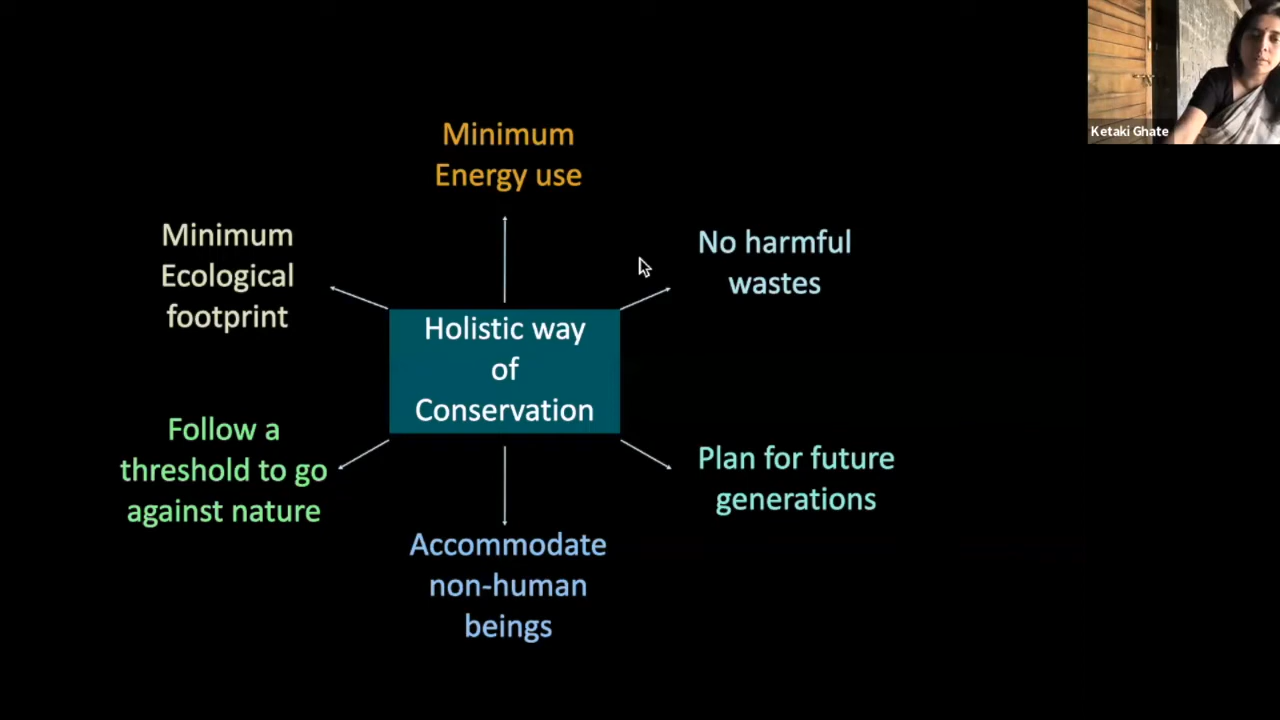 Ketaki Ghate
Minimum
Energy use
Minimum
Ecological
footprint
No harmful
wastes
Holistic way
of
Conservation
Follow a
threshold to go
against nature
Plan for future
generations
Accommodate
non-human
beings